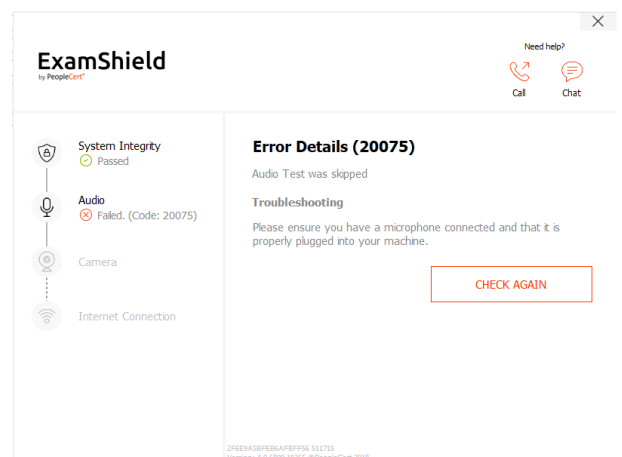 Need help?
ExamShield
by PeopleCert
Call
Chat
System Integrity
Passed
Audio
Failed. (Code: 20075)
Camera
Internet Connection
Error Details (20075)
Audio Test was skipped
Troubleshooting
Please ensure you have a microphone connected and that it is
properly plugged into your machine.
CHECK AGAIN